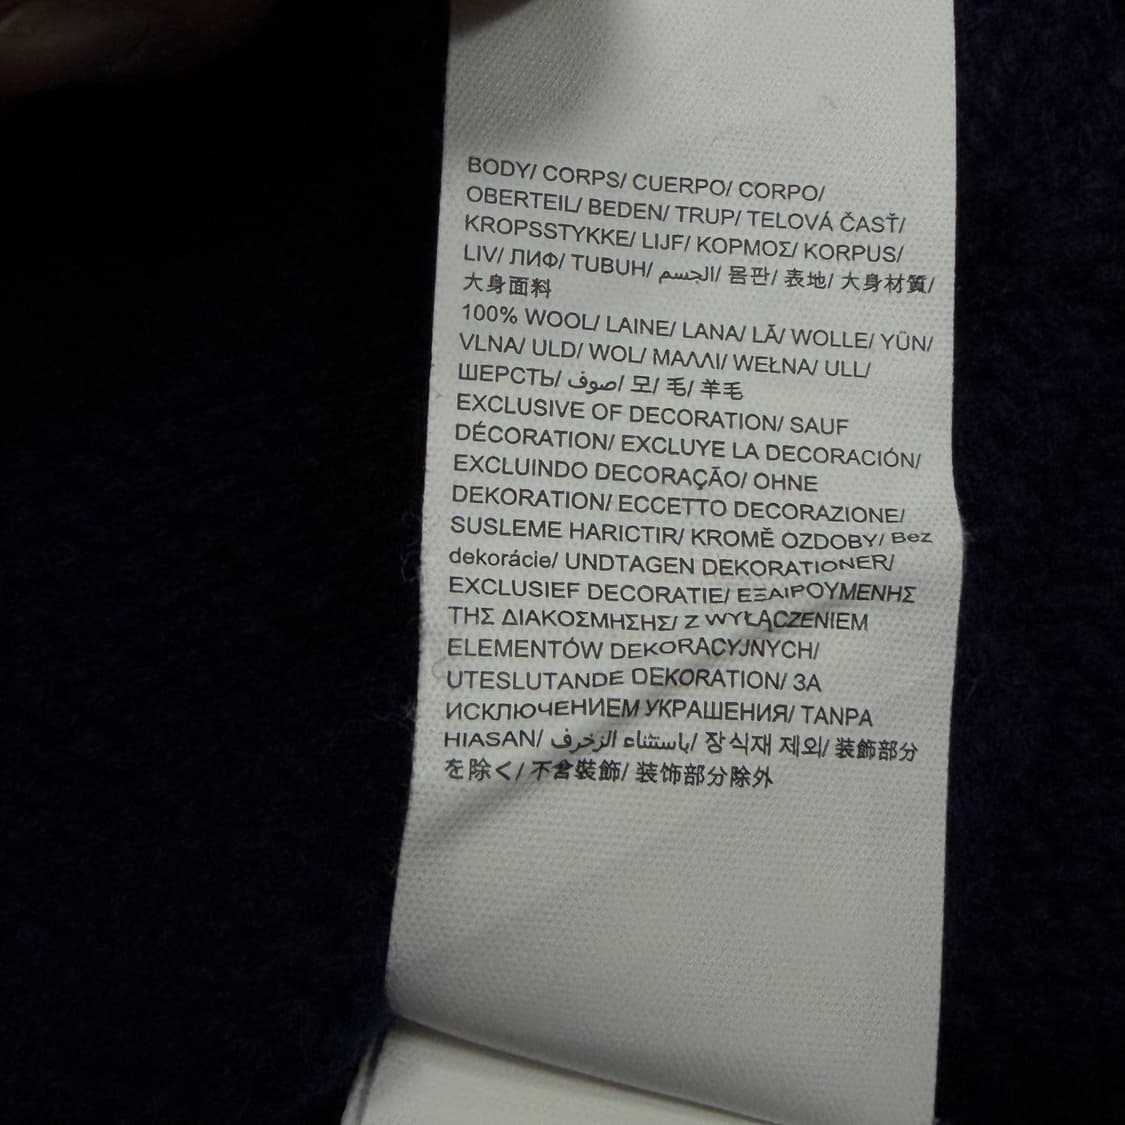 BODY/ CORPS/ CUERPO/ CORPO/
OBERTEIL/ BEDEN/ TRUP/ TELOVÁ ČASŤ/
KROPSSTYKKE/ LIJF/ ΚΟΡΜΟΣ/ KORPUS/
LIV/ ЛИФ/ TUBUH/ الجسم/ 몸판/ 表地/ 大身材質/
大身面料
100% WOOL/ LAINE/ LANA/ LÃ/ WOLLE/ YÜN/
VLNA/ ULD/ WOL/ ΜΑΛΛΙ/ WEŁNA/ ULL/
ШЕРСТЬ/ صوف/ 모/ 毛/ 羊毛
EXCLUSIVE OF DECORATION/ SAUF
DÉCORATION/ EXCLUYE LA DECORACIÓN/
EXCLUINDO DECORAÇÃO/ OHNE
DEKORATION/ ECCETTO DECORAZIONE/
SUSLEME HARICTIR/ KROMĚ OZDOBY/ Bez
dekorácie/ UNDTAGEN DEKORATIONER/
EXCLUSIEF DECORATIE/ ΕΞΑΙΡΟΥΜΕΝΗΣ
ΤΗΣ ΔΙΑΚΟΣΜΗΣΗΣ/ Z WYŁĄCZENIEM
ELEMENTÓW DEKORACYJNYCH/
UTESLUTANDE DEKORATION/ ЗА
ИСКЛЮЧЕНИЕМ УКРАШЕНИЯ/ TANPA
HIASAN/ باستثناء الزخرف/ 장식재 제외/ 装飾部分
を除く/ 不含裝飾/ 装饰部分除外